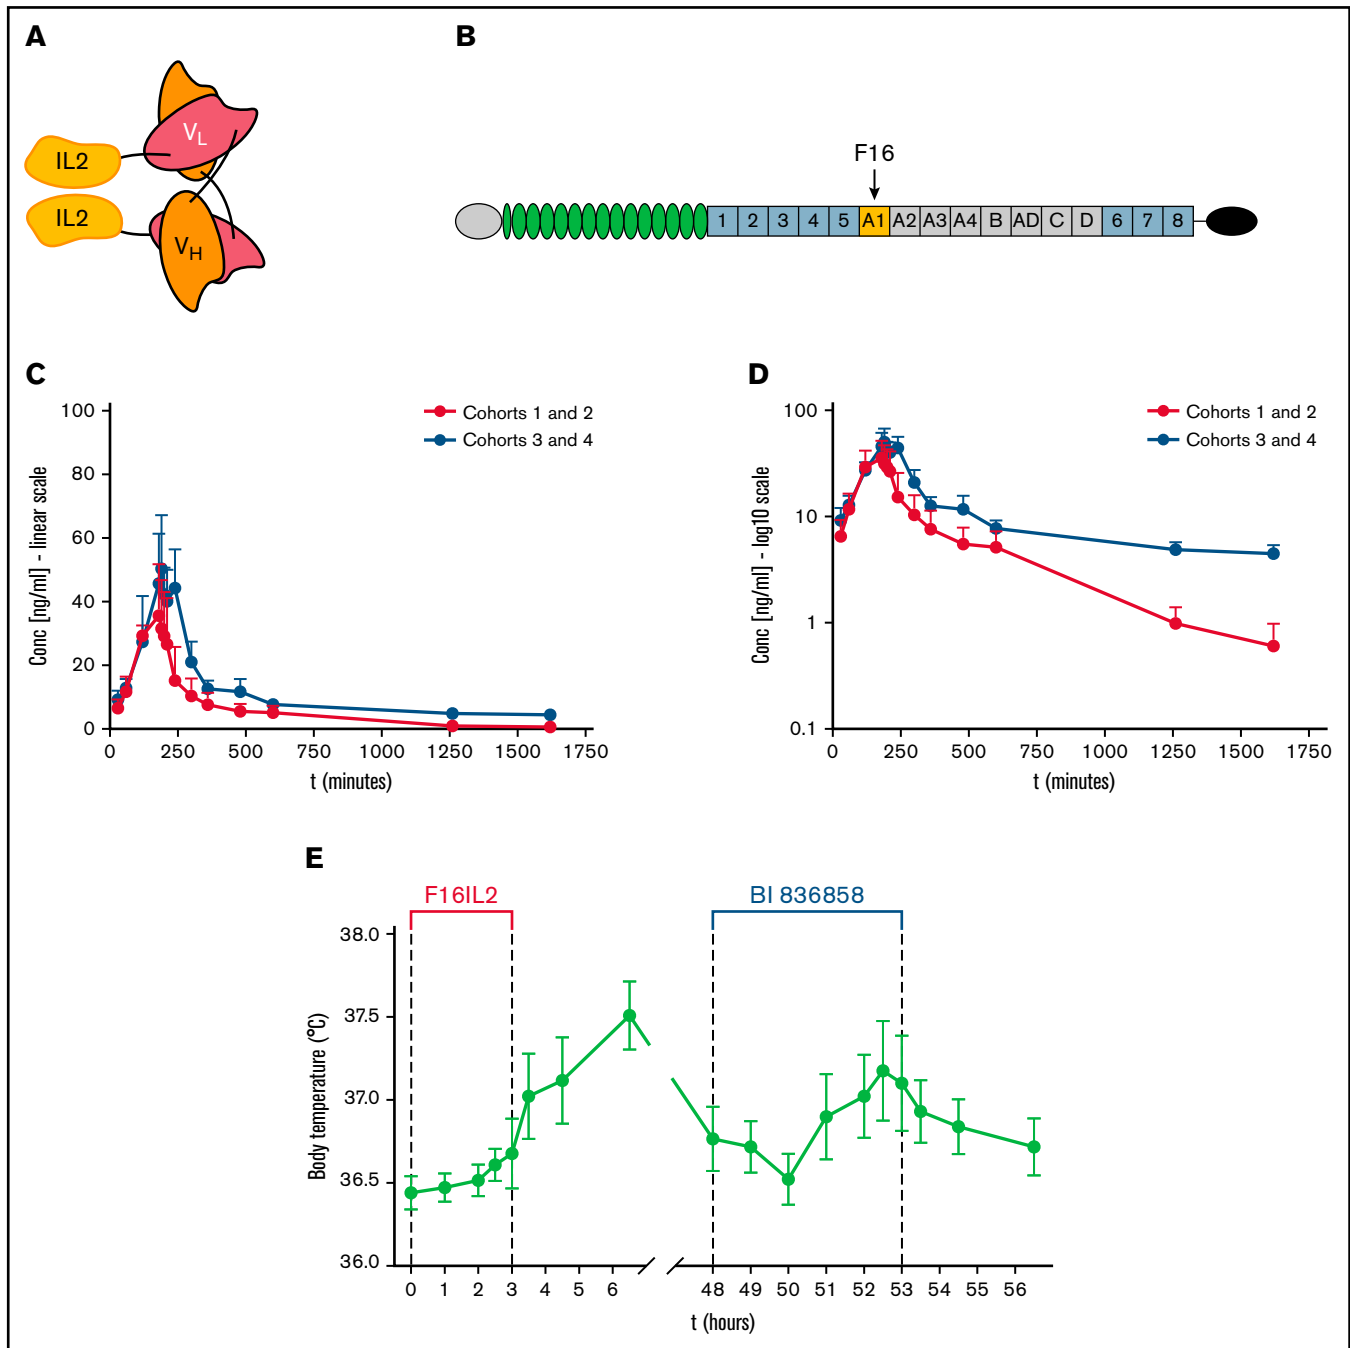 A
IL2
IL2
VL
VH
B
F16
1 2 3 4 5 A1 A2 A3 A4 B AD C D 6 7 8
C
Conc [ng/ml] - linear scale
100
80
60
40
20
0
Cohorts 1 and 2
Cohorts 3 and 4
0 250 500 750 1000 1250 1500 1750
t (minutes)
D
Conc [ng/ml] - log10 scale
100
10
1
0.1
Cohorts 1 and 2
Cohorts 3 and 4
0 250 500 750 1000 1250 1500 1750
t (minutes)
E
F16IL2
BI 836858
Body temperature (°C)
38.0
37.5
37.0
36.5
36.0
0 1 2 3 4 5 6 48 49 50 51 52 53 54 55 56
t (hours)